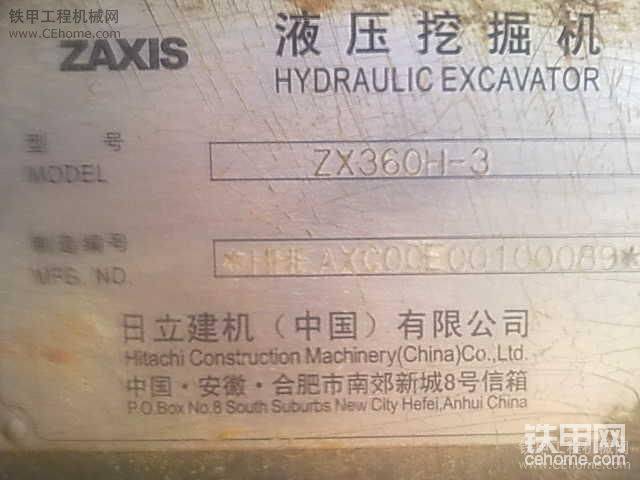 铁甲工程机械网
www.CEhome.com
ZAXIS
液压挖掘机
HYDRAULIC EXCAVATOR
型号
MODEL
ZX360H-3
制造编号
MFG. NO.
日立建机（中国）有限公司
Hitachi Construction Machinery(China)Co.,Ltd.
中国·安徽·合肥市南郊新城8号信箱
P.O.Box No.8 South Suburbs New City Hefei,Anhui China
铁甲网
cehome.com